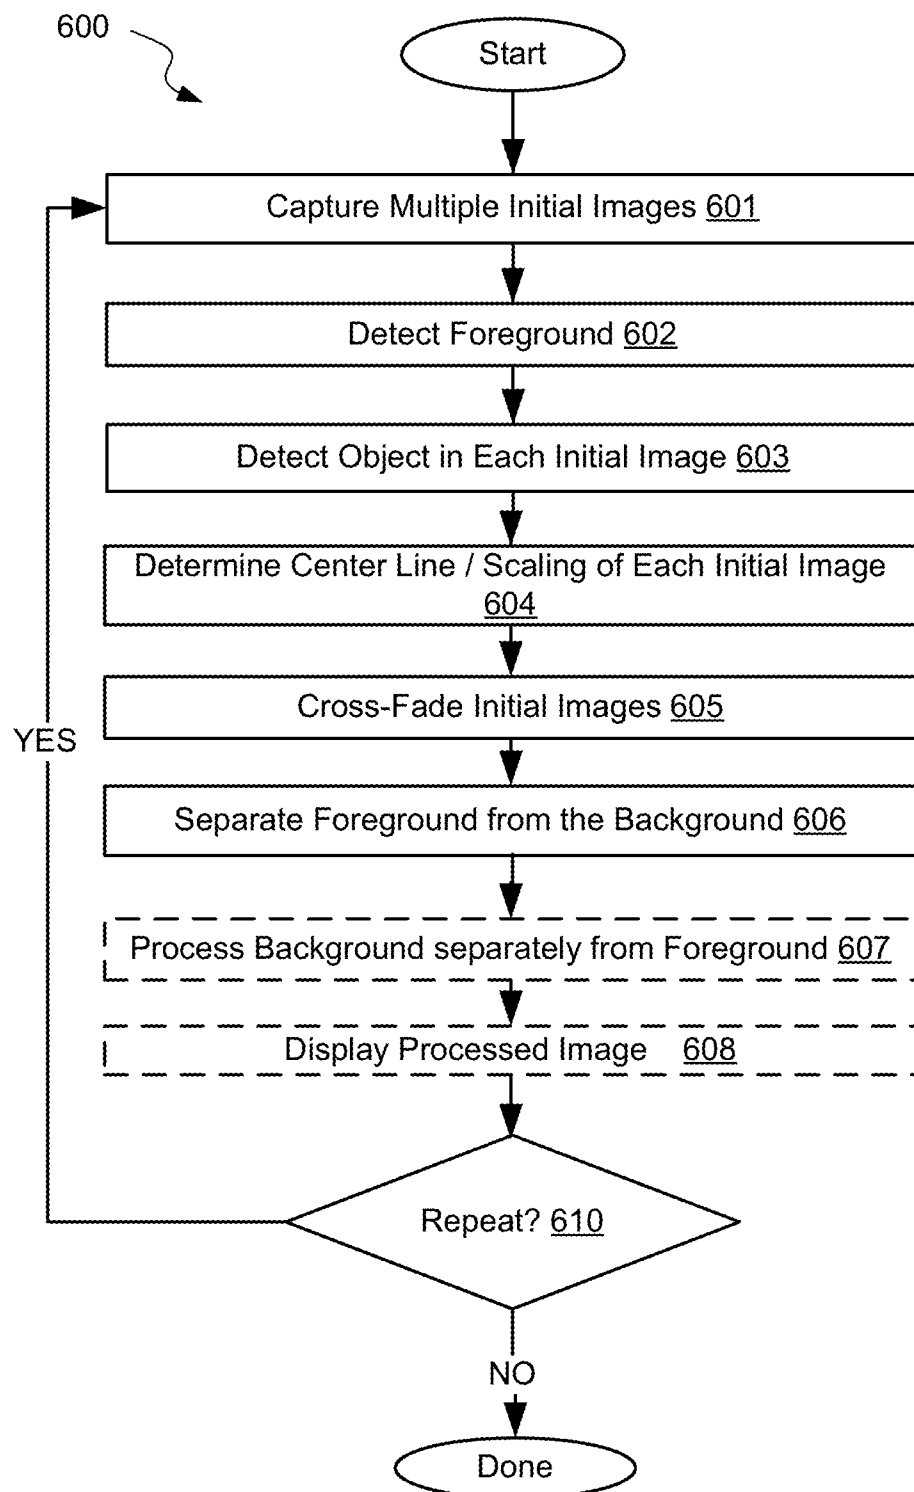 600
Start
Capture Multiple Initial Images 601
Detect Foreground 602
Detect Object in Each Initial Image 603
Determine Center Line / Scaling of Each Initial Image
604
Cross-Fade Initial Images 605
YES
Separate Foreground from the Background 606
Process Background separately from Foreground 607
Display Processed Image 608
Repeat? 610
NO
Done